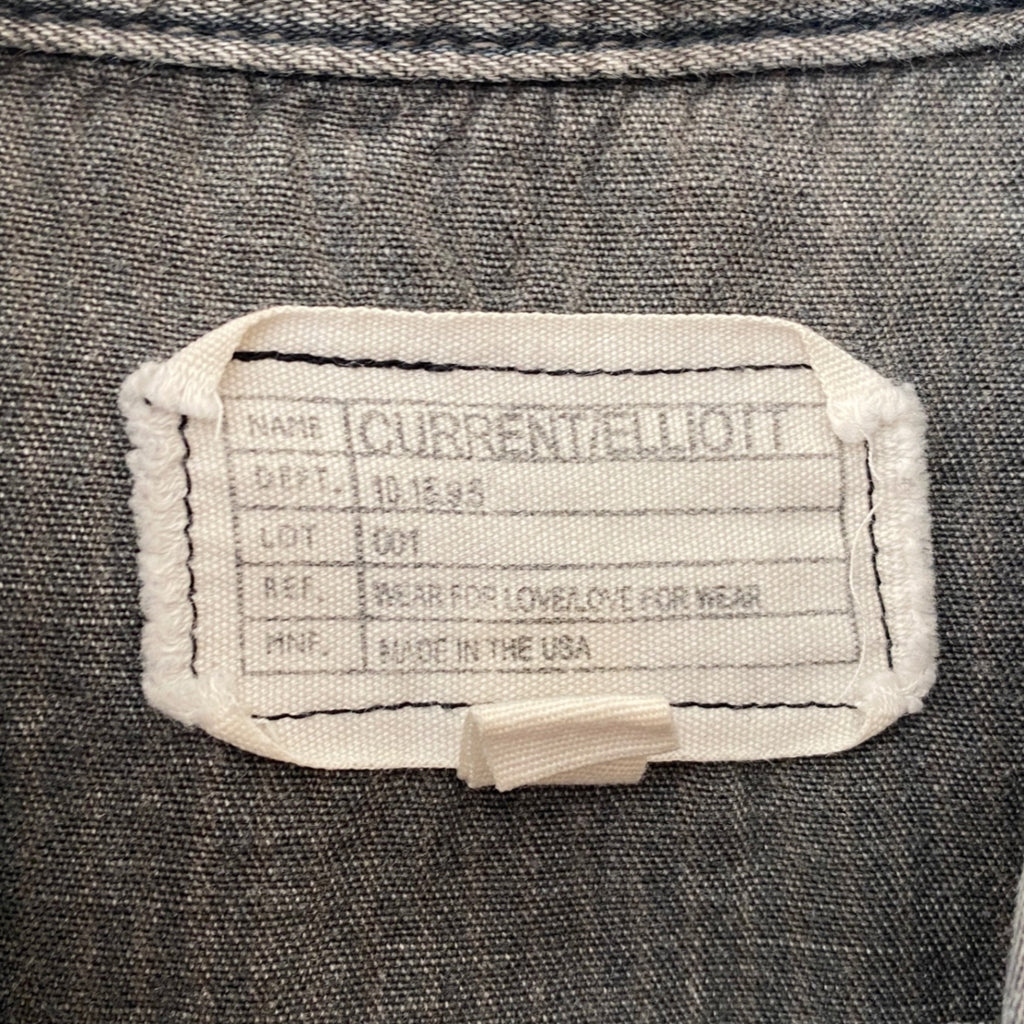 NAME CURRENT/ELLIOTT
DEPT. 10.15.95
LOT 001
REF. WEAR FOR LOVE/LOVE FOR WEAR
MNF. MADE IN THE USA